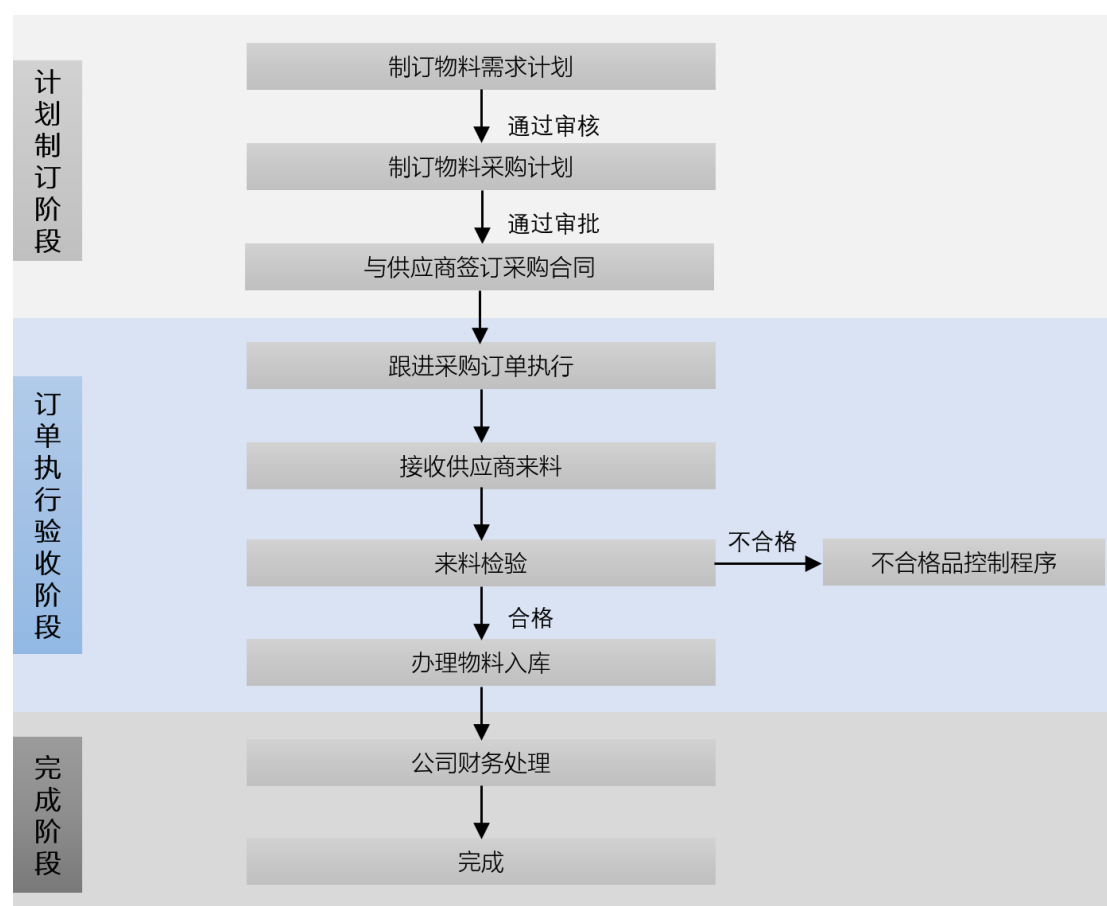 计划制订阶段
制订物料需求计划
通过审核
制订物料采购计划
通过审批
与供应商签订采购合同
订单执行验收阶段
跟进采购订单执行
接收供应商来料
来料检验
不合格
不合格品控制程序
合格
办理物料入库
完成阶段
公司财务处理
完成